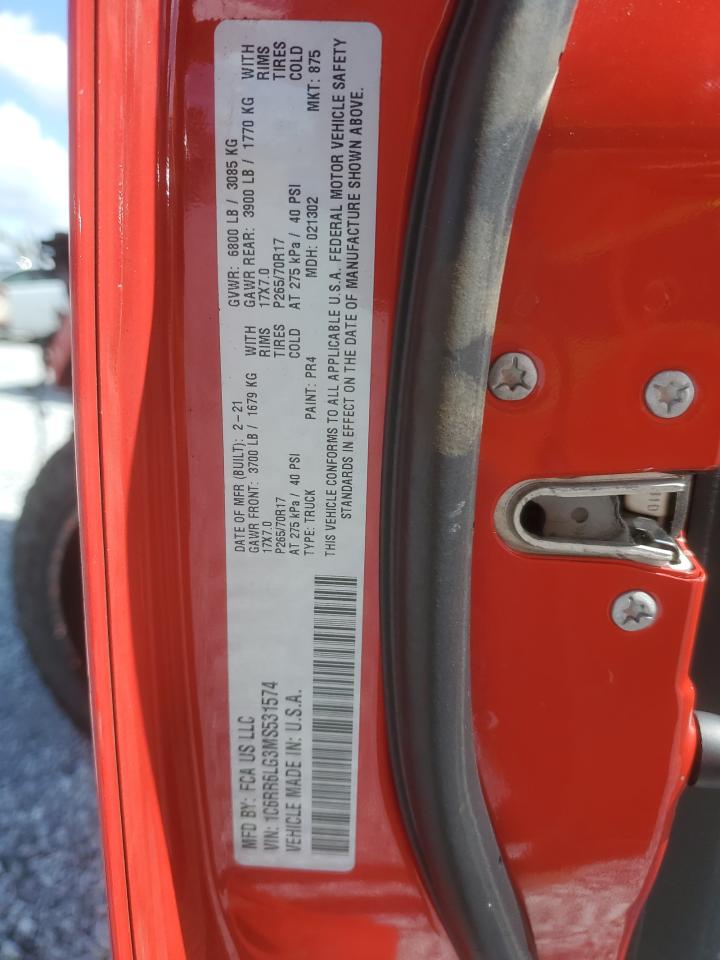 MFD BY: FCA US LLC
VIN: 1C6RR6LG3MS531574
VEHICLE MADE IN: U.S.A.
DATE OF MFR (BUILT): 2-21
GAWR FRONT: 3700 LB / 1679 KG WITH
17X7.0 RIMS
P265/70R17 TIRES
AT 275 kPa / 40 PSI COLD
TYPE: TRUCK PAINT: PR4
GVWR: 6800 LB / 3085 KG
GAWR REAR: 3900 LB / 1770 KG WITH
17X7.0 RIMS
P265/70R17 TIRES
AT 275 kPa / 40 PSI COLD
MDH: 021302 MKT: 875
THIS VEHICLE CONFORMS TO ALL APPLICABLE U.S.A. FEDERAL MOTOR VEHICLE SAFETY
STANDARDS IN EFFECT ON THE DATE OF MANUFACTURE SHOWN ABOVE.